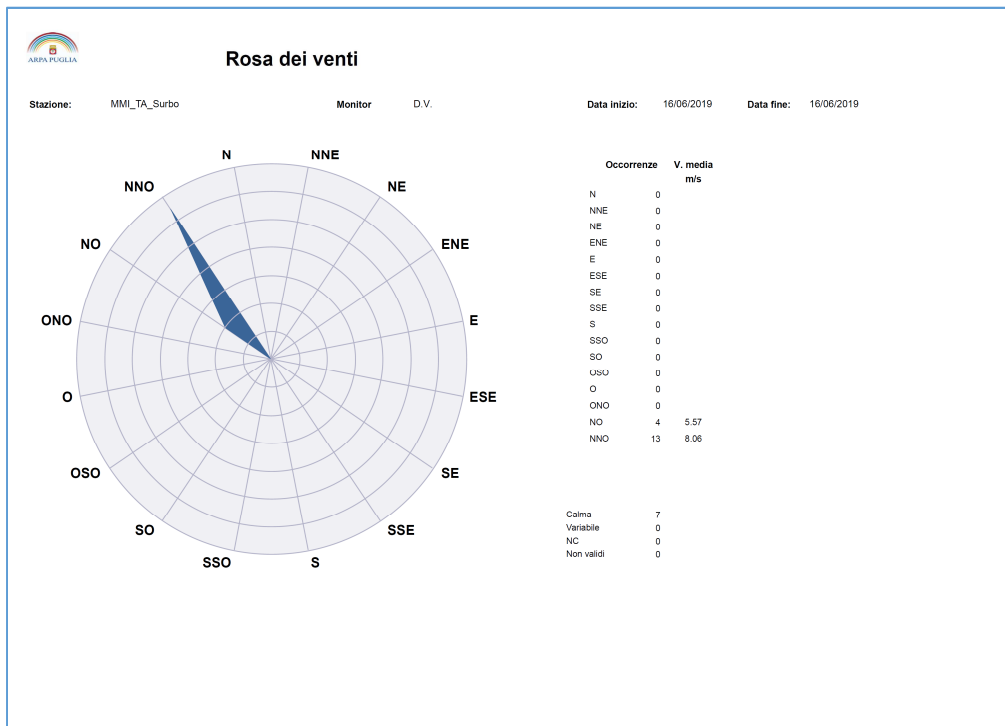 ARPA PUGLIA
Rosa dei venti
Stazione: MMI_TA_Surbo Monitor D.V. Data inizio: 16/06/2019 Data fine: 16/06/2019
N NNE
NNO NE
NO ENE
ONO E
O ESE
OSO SE
SO SSE
SSO S
Occorrenze V. media
m/s
N 0
NNE 0
NE 0
ENE 0
E 0
ESE 0
SE 0
SSE 0
S 0
SSO 0
SO 0
OSO 0
O 0
ONO 0
NO 4 5.57
NNO 13 8.06
Calma 7
Variabile 0
NC 0
Non validi 0